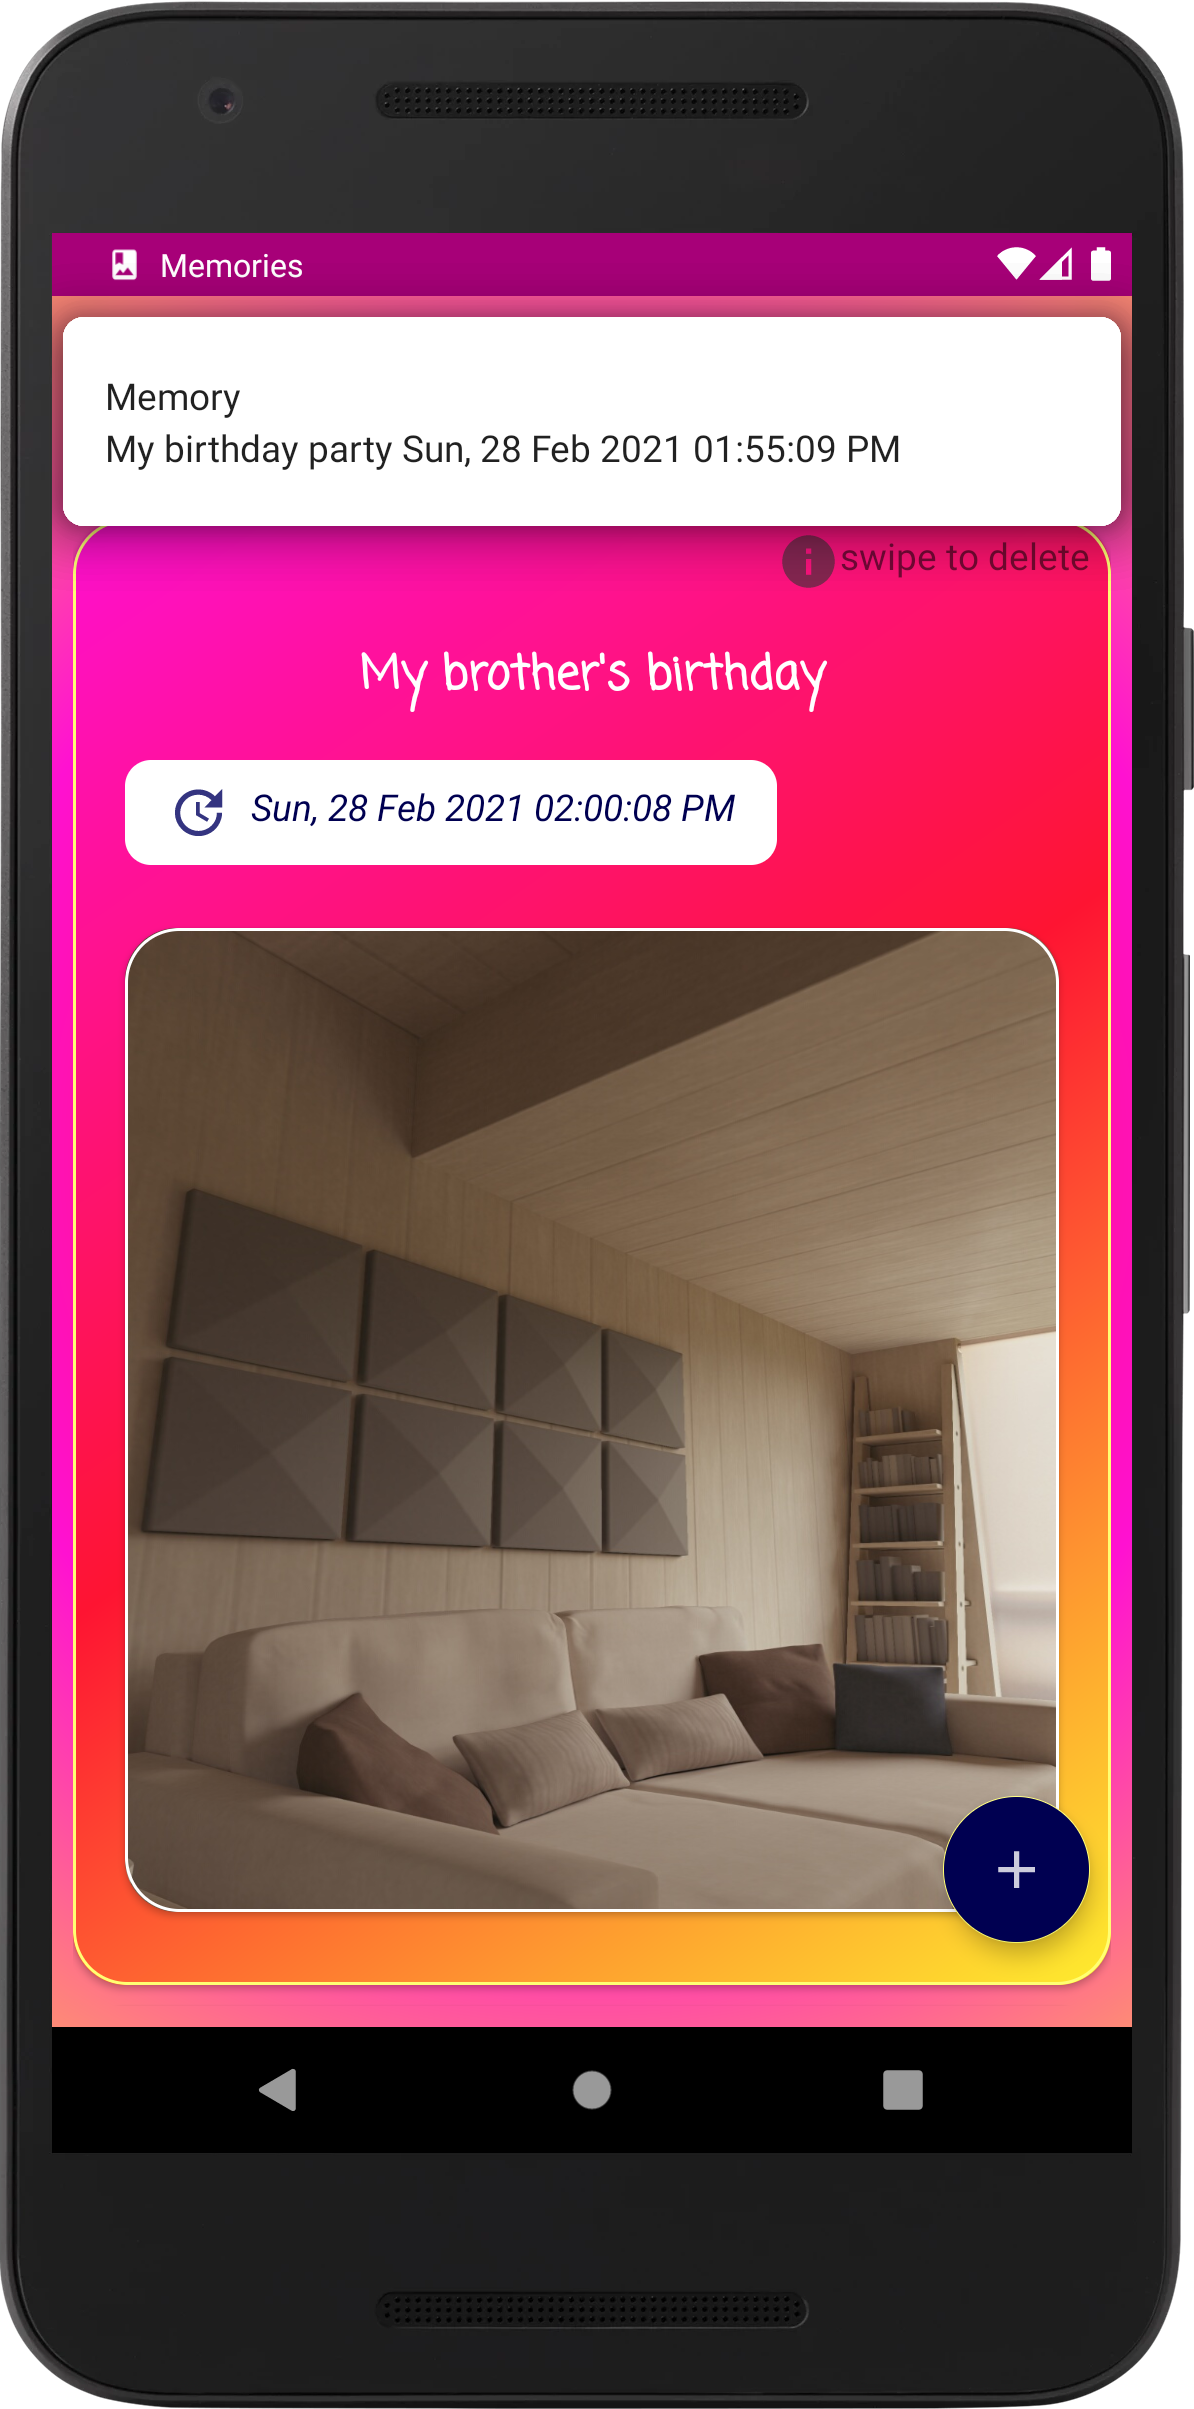 Memories
Memory
My birthday party Sun, 28 Feb 2021 01:55:09 PM
swipe to delete
My brother's birthday
Sun, 28 Feb 2021 02:00:08 PM